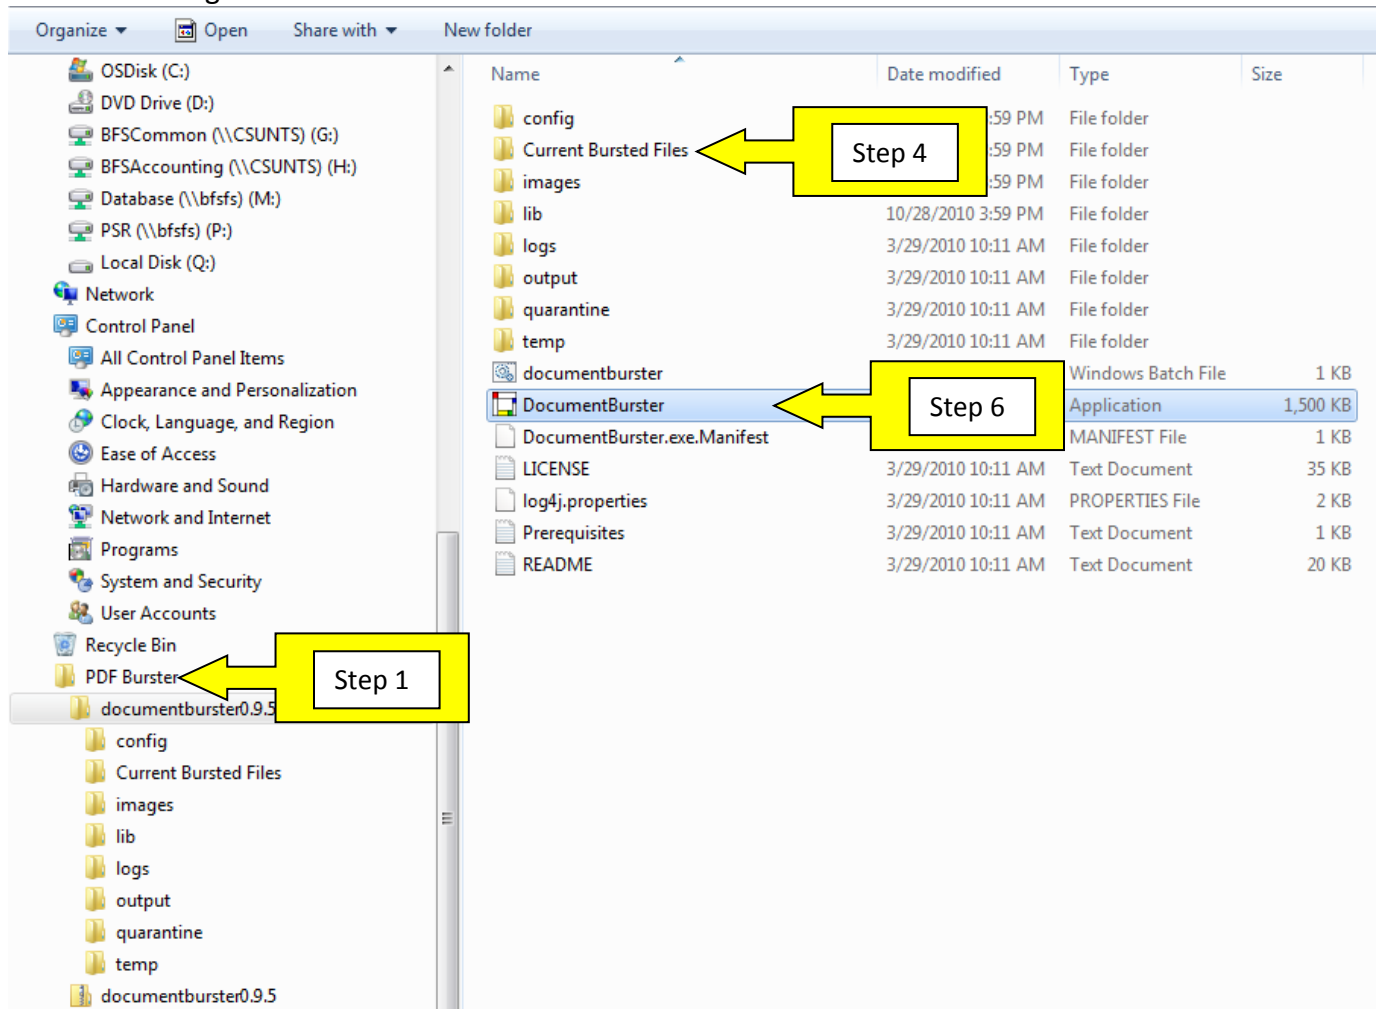 Organize Open Share with New folder
OSDisk (C:)
DVD Drive (D:)
BFSCommon (\\CSUNTS) (G:)
BFSAccounting (\\CSUNTS) (H:)
Database (\\bfsfs) (M:)
PSR (\\bfsfs) (P:)
Local Disk (Q:)
Network
Control Panel
All Control Panel Items
Appearance and Personalization
Clock, Language, and Region
Ease of Access
Hardware and Sound
Network and Internet
Programs
System and Security
User Accounts
Recycle Bin
PDF Burster
Step 1
documentburster0.9.5
config
Current Bursted Files
images
lib
logs
output
quarantine
temp
documentburster0.9.5
Name Date modified Type Size
config :59 PM File folder
Current Bursted Files Step 4 :59 PM File folder
images :59 PM File folder
lib 10/28/2010 3:59 PM File folder
logs 3/29/2010 10:11 AM File folder
output 3/29/2010 10:11 AM File folder
quarantine 3/29/2010 10:11 AM File folder
temp 3/29/2010 10:11 AM File folder
documentburster Windows Batch File 1 KB
DocumentBurster Step 6 Application 1,500 KB
DocumentBurster.exe.Manifest MANIFEST File 1 KB
LICENSE 3/29/2010 10:11 AM Text Document 35 KB
log4j.properties 3/29/2010 10:11 AM PROPERTIES File 2 KB
Prerequisites 3/29/2010 10:11 AM Text Document 1 KB
README 3/29/2010 10:11 AM Text Document 20 KB